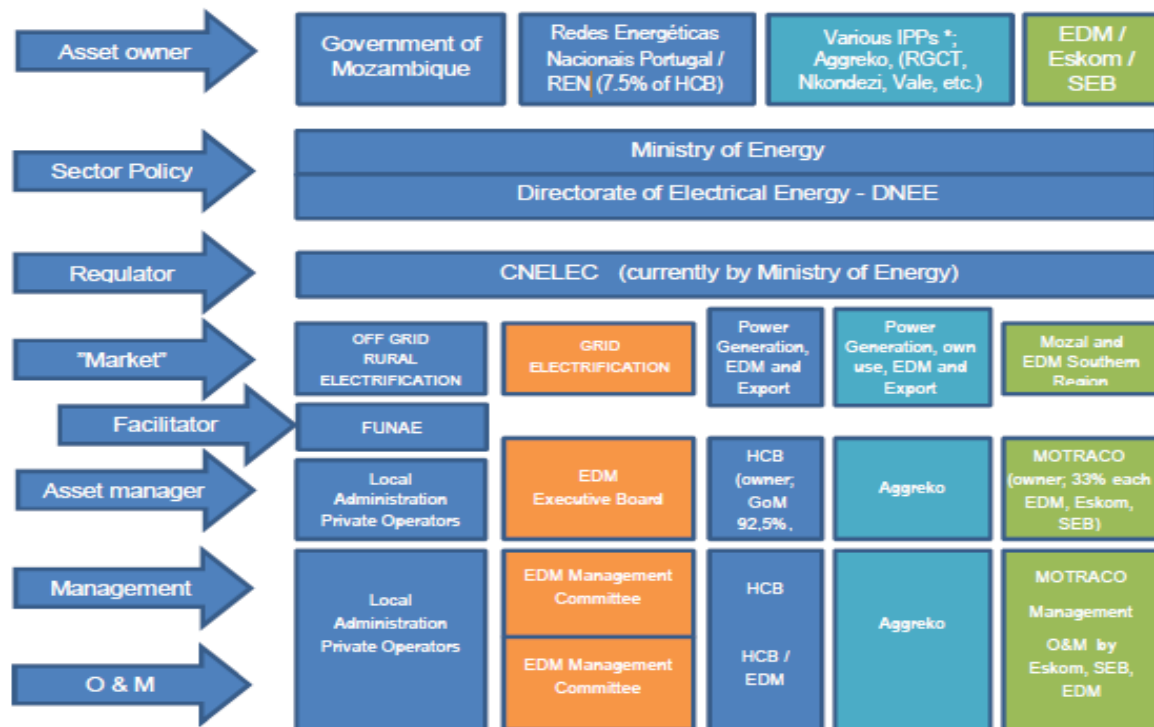 Asset owner
Government of
Mozambique
Redes Energéticas
Nacionais Portugal /
REN (7.5% of HCB)
Various IPPs *;
Aggreko, (RGCT,
Nkondezi, Vale, etc.)
EDM /
Eskom /
SEB
Sector Policy
Ministry of Energy
Directorate of Electrical Energy - DNEE
Regulator
CNELEC (currently by Ministry of Energy)
"Market"
OFF GRID
RURAL
ELECTRIFICATION
GRID
ELECTRIFICATION
Power
Generation,
EDM and
Export
Power
Generation, own
use, EDM and
Export
Mozal and
EDM Southern
Region
Facilitator
FUNAE
Asset manager
Local
Administration
Private Operators
EDM
Executive Board
HCB
(owner;
GoM
92,5%,
Aggreko
MOTRACO
(owner; 33% each
EDM, Eskom,
SEB)
Management
Local
Administration
Private Operators
EDM Management
Committee
HCB
Aggreko
MOTRACO
Management
O & M
EDM Management
Committee
HCB /
EDM
O&M by
Eskom, SEB,
EDM